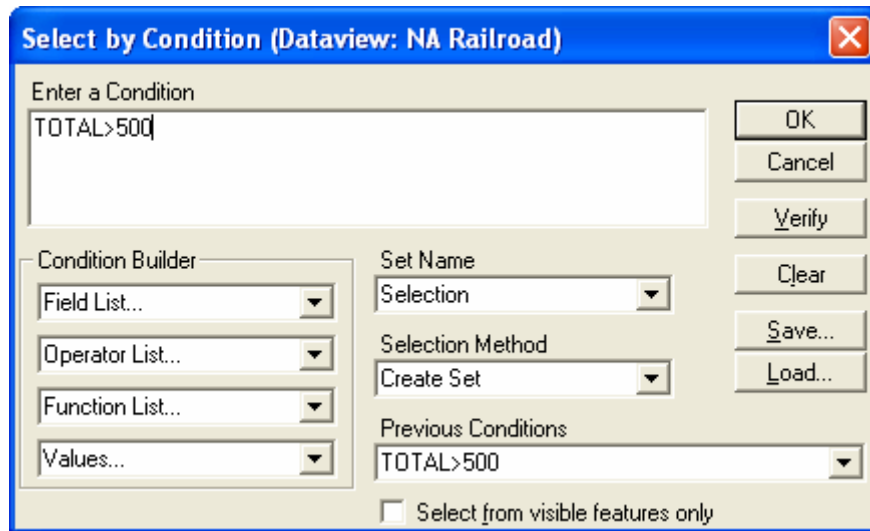 Select by Condition (Dataview: NA Railroad)
Enter a Condition
TOTAL>500
OK
Cancel
Verify
Clear
Save...
Load...
Condition Builder
Field List...
Operator List...
Function List...
Values...
Set Name
Selection
Selection Method
Create Set
Previous Conditions
TOTAL>500
Select from visible features only